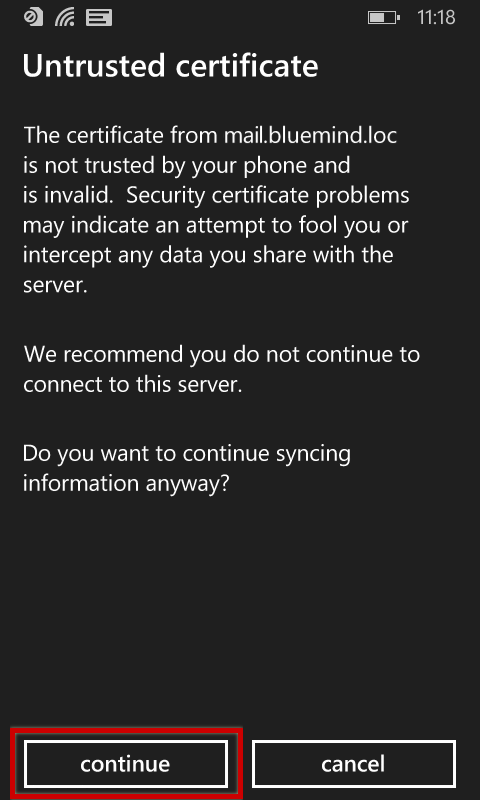 11:18
Untrusted certificate
The certificate from mail.bluemind.loc
is not trusted by your phone and
is invalid.  Security certificate problems
may indicate an attempt to fool you or
intercept any data you share with the
server.
We recommend you do not continue to
connect to this server.
Do you want to continue syncing
information anyway?
continue cancel